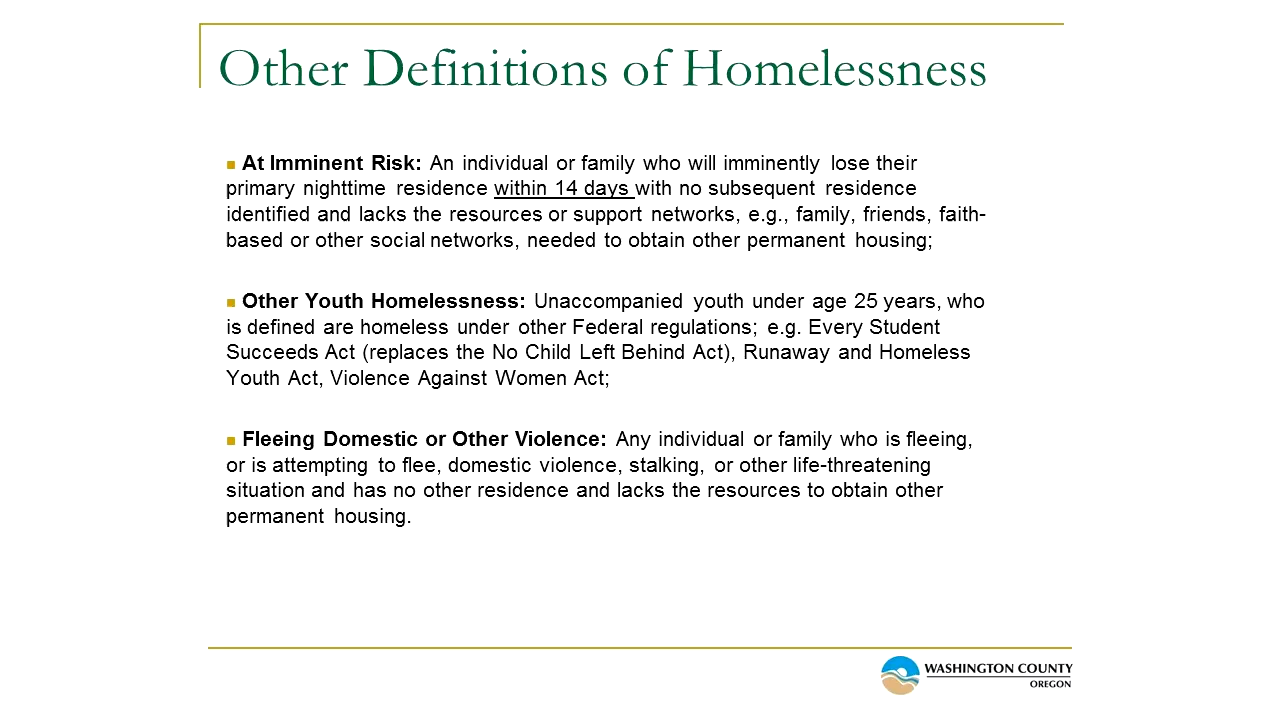 Other Definitions of Homelessness
At Imminent Risk: An individual or family who will imminently lose their
primary nighttime residence within 14 days with no subsequent residence
identified and lacks the resources or support networks, e.g., family, friends, faith-
based or other social networks, needed to obtain other permanent housing;
Other Youth Homelessness: Unaccompanied youth under age 25 years, who
is defined are homeless under other Federal regulations; e.g. Every Student
Succeeds Act (replaces the No Child Left Behind Act), Runaway and Homeless
Youth Act, Violence Against Women Act;
Fleeing Domestic or Other Violence: Any individual or family who is fleeing,
or is attempting to flee, domestic violence, stalking, or other life-threatening
situation and has no other residence and lacks the resources to obtain other
permanent housing.
WASHINGTON COUNTY
OREGON